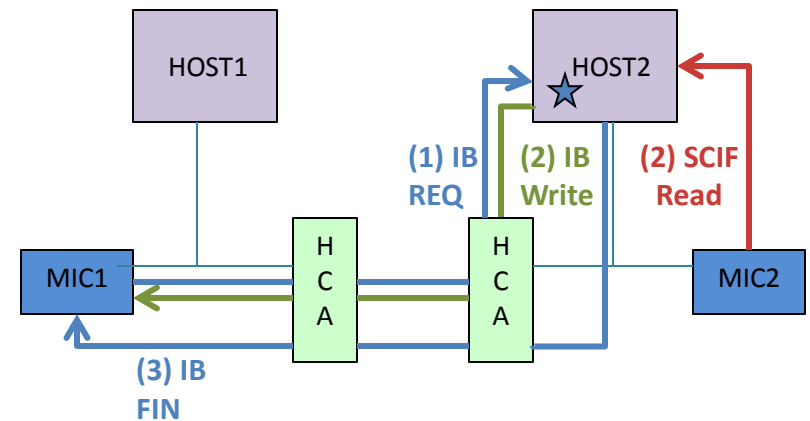 HOST1
HOST2
(1) IB
REQ
(2) IB
Write
(2) SCIF
Read
MIC1
H
C
A
H
C
A
MIC2
(3) IB
FIN